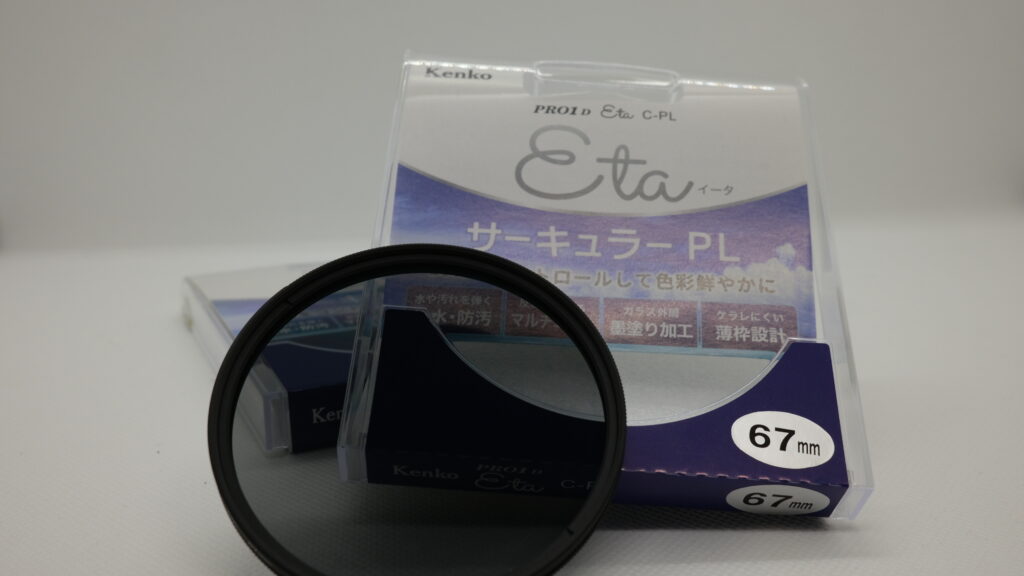 Kenko
PRO1D Eta C-PL
Eta イータ
サーキュラー PL
トロールして色彩鮮やかに
水や汚れを弾く
水・防汚
マルチ
ガラス外周
墨塗り加工
ケラレにくい
薄枠設計
67mm
Kenko PRO1D Eta C-P
67mm
Ken